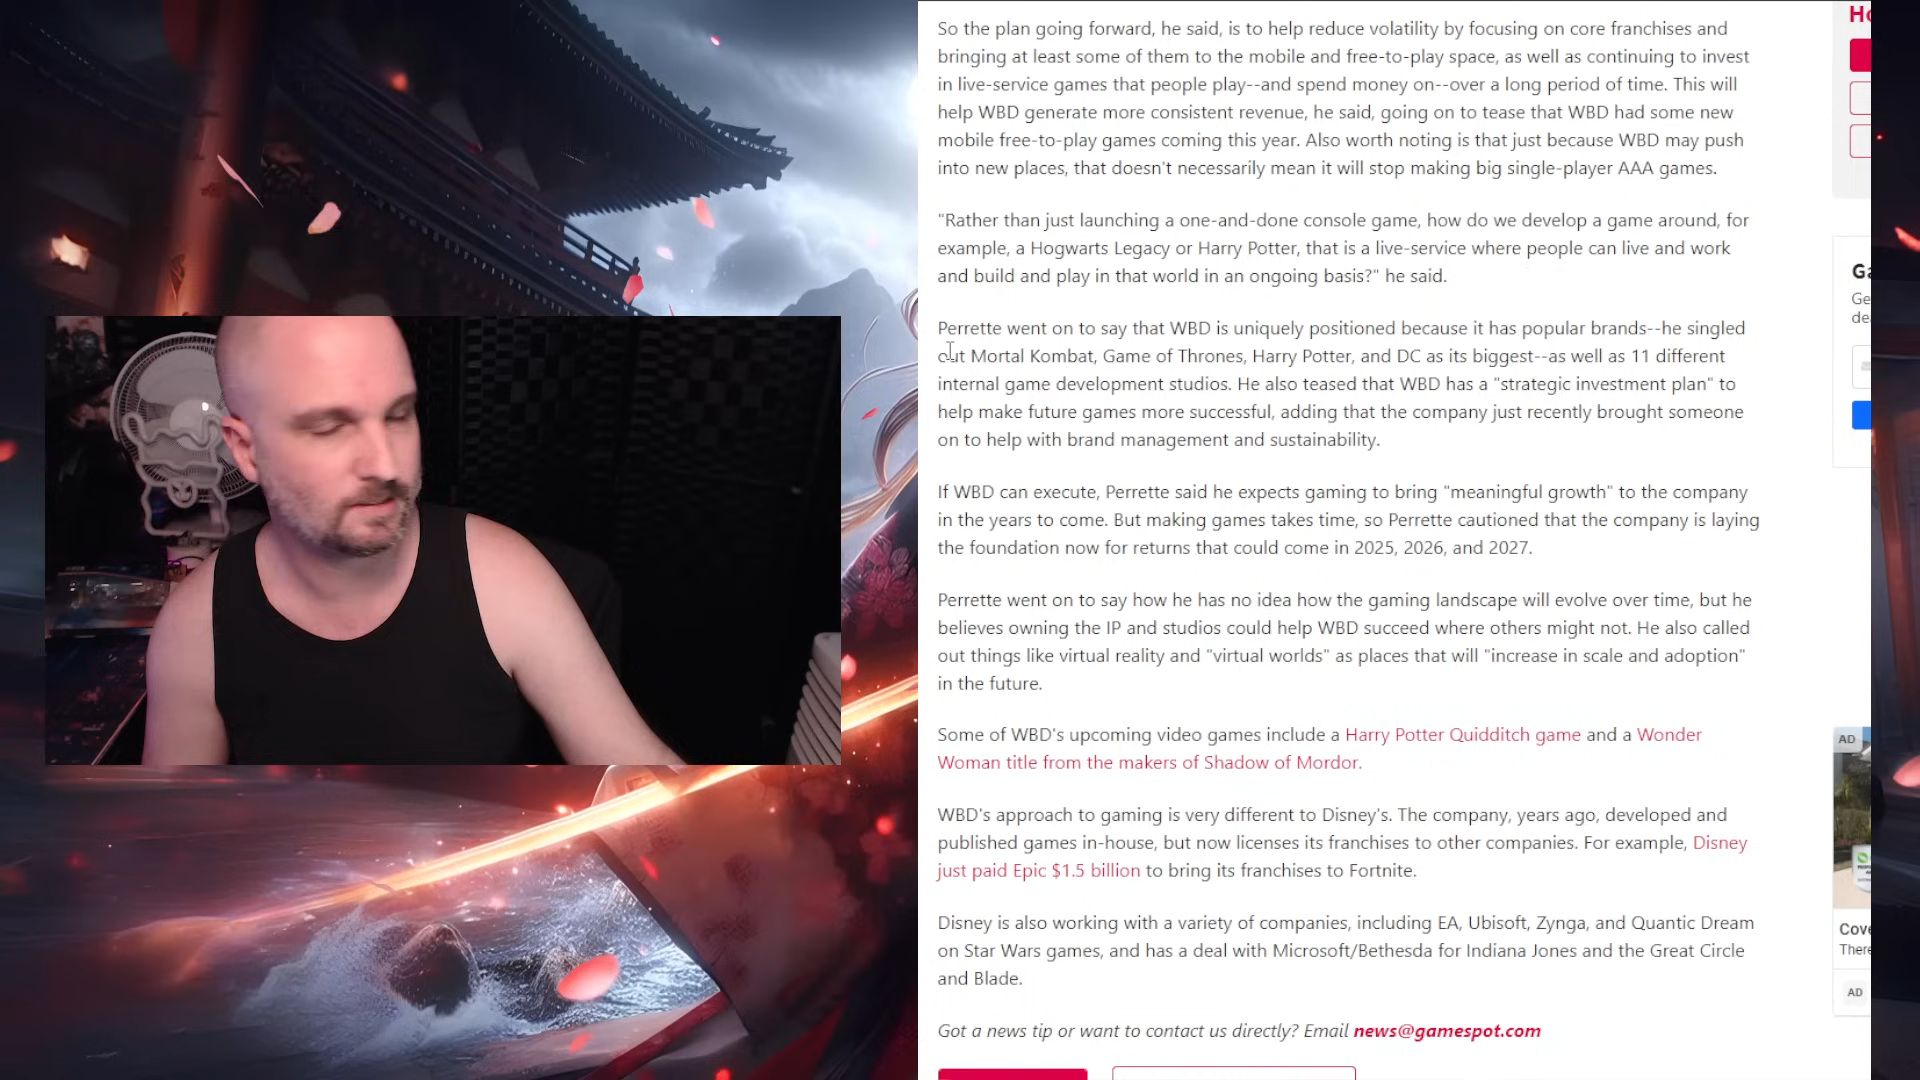 So the plan going forward, he said, is to help reduce volatility by focusing on core franchises and
bringing at least some of them to the mobile and free-to-play space, as well as continuing to invest
in live-service games that people play--and spend money on--over a long period of time. This will
help WBD generate more consistent revenue, he said, going on to tease that WBD had some new
mobile free-to-play games coming this year. Also worth noting is that just because WBD may push
into new places, that doesn't necessarily mean it will stop making big single-player AAA games.
"Rather than just launching a one-and-done console game, how do we develop a game around, for
example, a Hogwarts Legacy or Harry Potter, that is a live-service where people can live and work
and build and play in that world in an ongoing basis?" he said.
Perrette went on to say that WBD is uniquely positioned because it has popular brands--he singled
out Mortal Kombat, Game of Thrones, Harry Potter, and DC as its biggest--as well as 11 different
internal game development studios. He also teased that WBD has a "strategic investment plan" to
help make future games more successful, adding that the company just recently brought someone
on to help with brand management and sustainability.
If WBD can execute, Perrette said he expects gaming to bring "meaningful growth" to the company
in the years to come. But making games takes time, so Perrette cautioned that the company is laying
the foundation now for returns that could come in 2025, 2026, and 2027.
Perrette went on to say how he has no idea how the gaming landscape will evolve over time, but he
believes owning the IP and studios could help WBD succeed where others might not. He also called
out things like virtual reality and "virtual worlds" as places that will "increase in scale and adoption"
in the future.
Some of WBD's upcoming video games include a Harry Potter Quidditch game and a Wonder
Woman title from the makers of Shadow of Mordor.
WBD's approach to gaming is very different to Disney's. The company, years ago, developed and
published games in-house, but now licenses its franchises to other companies. For example, Disney
just paid Epic $1.5 billion to bring its franchises to Fortnite.
Disney is also working with a variety of companies, including EA, Ubisoft, Zynga, and Quantic Dream
on Star Wars games, and has a deal with Microsoft/Bethesda for Indiana Jones and the Great Circle
and Blade.
Got a news tip or want to contact us directly? Email news@gamespot.com
Ho
Ga
Ge
de
AD
Cove
There
AD